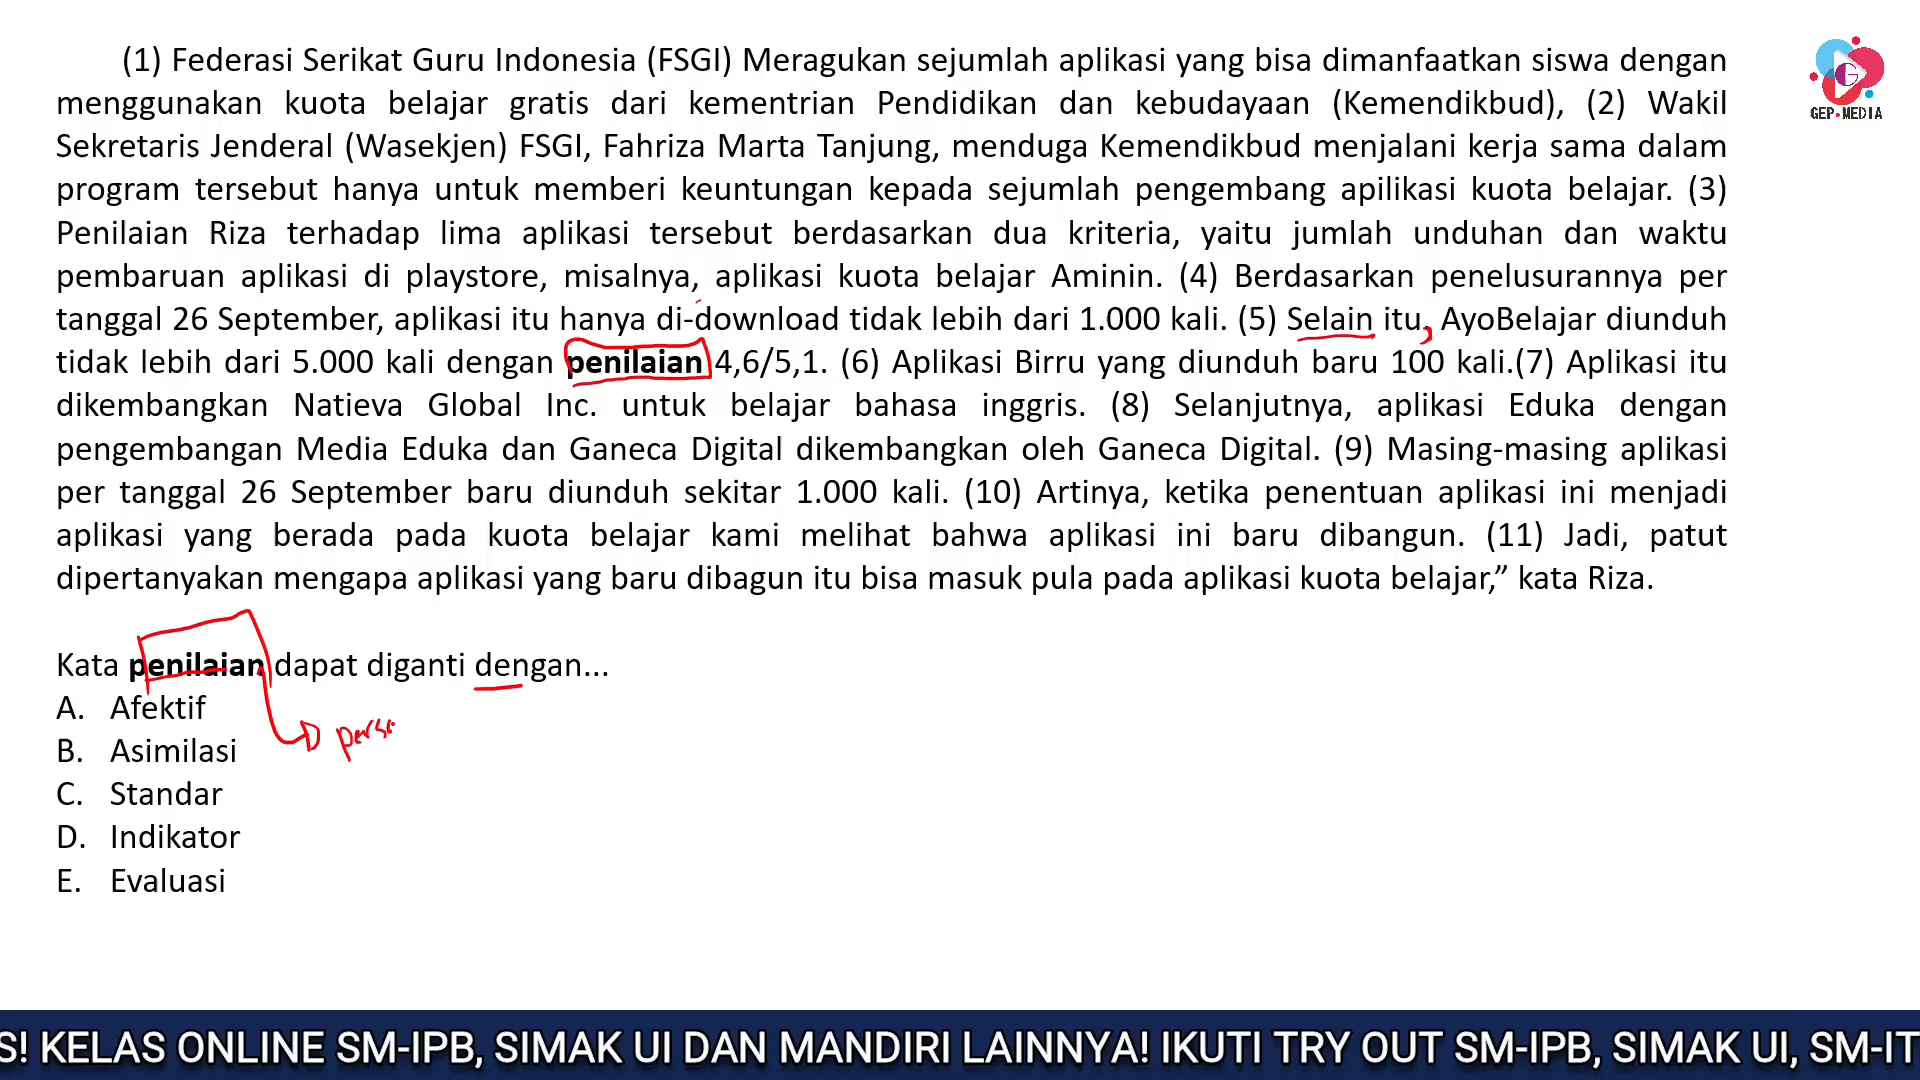 (1) Federasi Serikat Guru Indonesia (FSGI) Meragukan sejumlah aplikasi yang bisa dimanfaatkan siswa dengan
menggunakan kuota belajar gratis dari kementrian Pendidikan dan kebudayaan (Kemendikbud), (2) Wakil
Sekretaris Jenderal (Wasekjen) FSGI, Fahriza Marta Tanjung, menduga Kemendikbud menjalani kerja sama dalam
program tersebut hanya untuk memberi keuntungan kepada sejumlah pengembang apilikasi kuota belajar. (3)
Penilaian Riza terhadap lima aplikasi tersebut berdasarkan dua kriteria, yaitu jumlah unduhan dan waktu
pembaruan aplikasi di playstore, misalnya, aplikasi kuota belajar Aminin. (4) Berdasarkan penelusurannya per
tanggal 26 September, aplikasi itu hanya di-download tidak lebih dari 1.000 kali. (5) Selain itu, AyoBelajar diunduh
tidak lebih dari 5.000 kali dengan penilaian 4,6/5,1. (6) Aplikasi Birru yang diunduh baru 100 kali.(7) Aplikasi itu
dikembangkan Natieva Global Inc. untuk belajar bahasa inggris. (8) Selanjutnya, aplikasi Eduka dengan
pengembangan Media Eduka dan Ganeca Digital dikembangkan oleh Ganeca Digital. (9) Masing-masing aplikasi
per tanggal 26 September baru diunduh sekitar 1.000 kali. (10) Artinya, ketika penentuan aplikasi ini menjadi
aplikasi yang berada pada kuota belajar kami melihat bahwa aplikasi ini baru dibangun. (11) Jadi, patut
dipertanyakan mengapa aplikasi yang baru dibagun itu bisa masuk pula pada aplikasi kuota belajar,” kata Riza.
GEP•MEDIA
Kata penilaian dapat diganti dengan...
A. Afektif
B. Asimilasi
C. Standar
D. Indikator
E. Evaluasi
S! KELAS ONLINE SM-IPB, SIMAK UI DAN MANDIRI LAINNYA! IKUTI TRY OUT SM-IPB, SIMAK UI, SM-IT